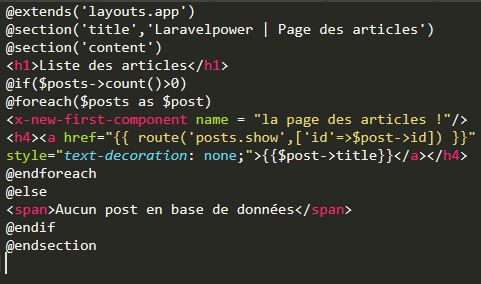 @extends('layouts.app')
@section('title','Laravelpower | Page des articles')
@section('content')
<h1>Liste des articles</h1>
@if($posts->count()>0)
@foreach($posts as $post)
<x-new-first-component name = "la page des articles !"/>
<h4><a href="{{ route('posts.show',['id'=>$post->id]) }}"
style="text-decoration: none;">{{$post->title}}</a></h4>
@endforeach
@else
<span>Aucun post en base de données</span>
@endif
@endsection